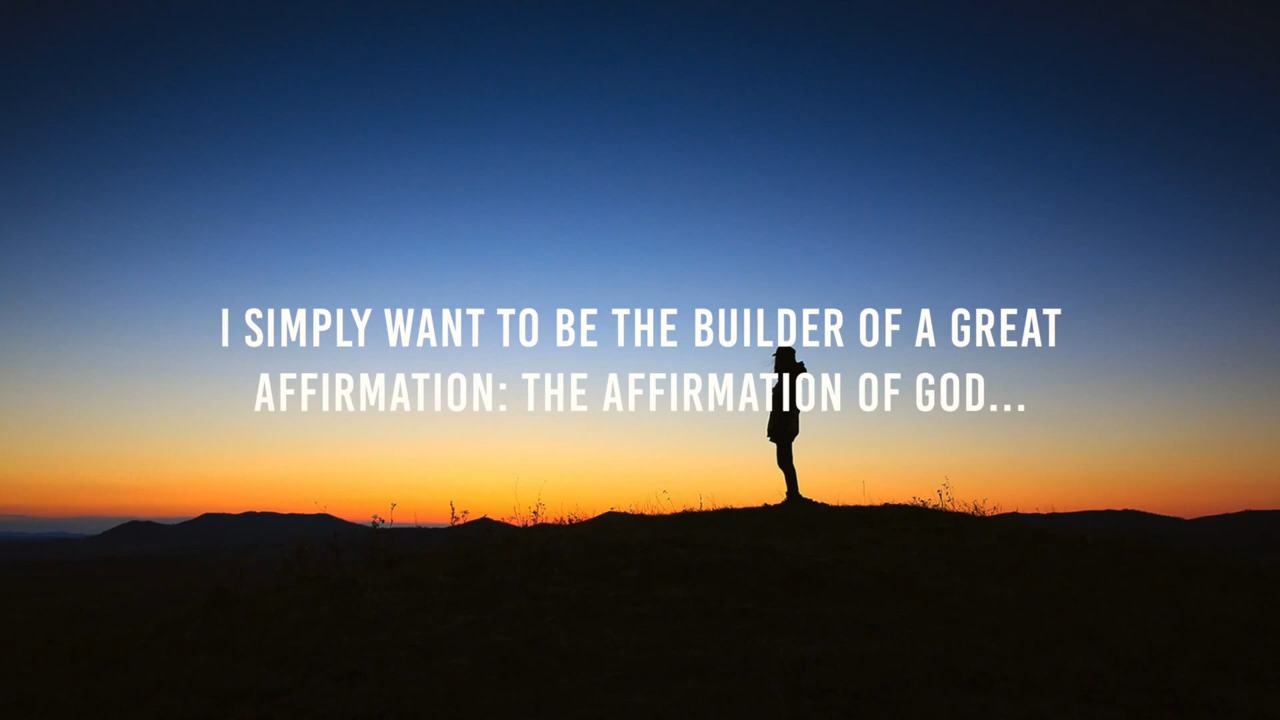 I SIMPLY WANT TO BE THE BUILDER OF A GREAT
AFFIRMATION: THE AFFIRMATION OF GOD...